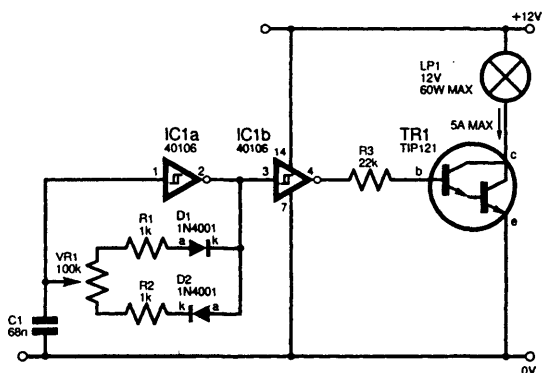 +12V
LP1
12V
60W MAX
5A MAX
IC1a
40106
IC1b
40106
TR1
TIP121
14
R3
22k
c
1
2
3
4
b
7
e
R1
1k
D1
1N4001
a
k
VR1
100k
R2
1k
D2
1N4001
k
a
C1
68n
0V